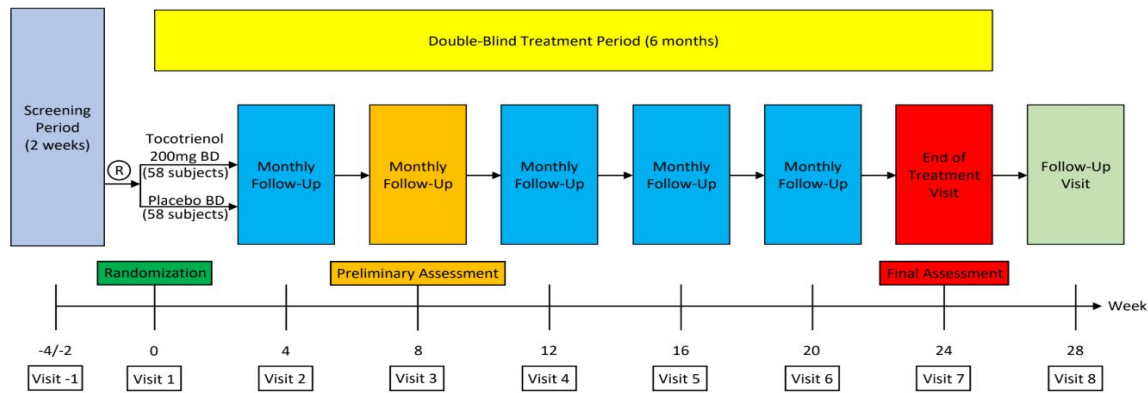 Double-Blind Treatment Period (6 months)
Screening
Period
(2 weeks)
R
Tocotrienol
200mg BD
(58 subjects)
Placebo BD
(58 subjects)
Monthly
Follow-Up
Monthly
Follow-Up
Monthly
Follow-Up
Monthly
Follow-Up
Monthly
Follow-Up
End of
Treatment
Visit
Follow-Up
Visit
Randomization
Preliminary Assessment
Final Assessment
Week
-4/-2
0
4
8
12
16
20
24
28
Visit -1
Visit 1
Visit 2
Visit 3
Visit 4
Visit 5
Visit 6
Visit 7
Visit 8